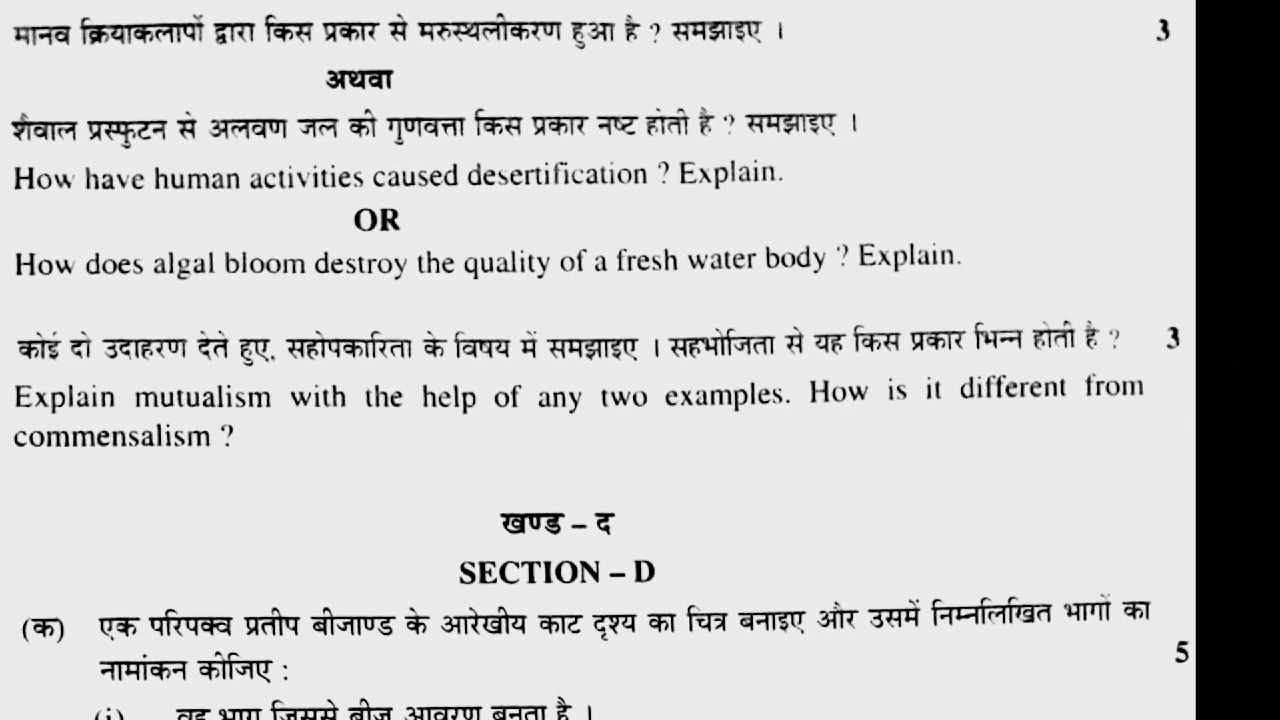 मानव क्रियाकलापों द्वारा किस प्रकार से मरुस्थलीकरण हुआ है ? समझाइए । 3
अथवा
शैवाल प्रस्फुटन से अलवण जल की गुणवत्ता किस प्रकार नष्ट होती है ? समझाइए ।
How have human activities caused desertification ? Explain.
OR
How does algal bloom destroy the quality of a fresh water body ? Explain.
कोई दो उदाहरण देते हुए, सहोपकारिता के विषय में समझाइए । सहभोजिता से यह किस प्रकार भिन्न होती है ? 3
Explain mutualism with the help of any two examples. How is it different from
commensalism ?
खण्ड – द
SECTION – D
(क) एक परिपक्व प्रतीप बीजाण्ड के आरेखीय काट दृश्य का चित्र बनाइए और उसमें निम्नलिखित भागों का
नामांकन कीजिए : 5
(i) वह भाग जिससे बीज आवरण बनता है ।